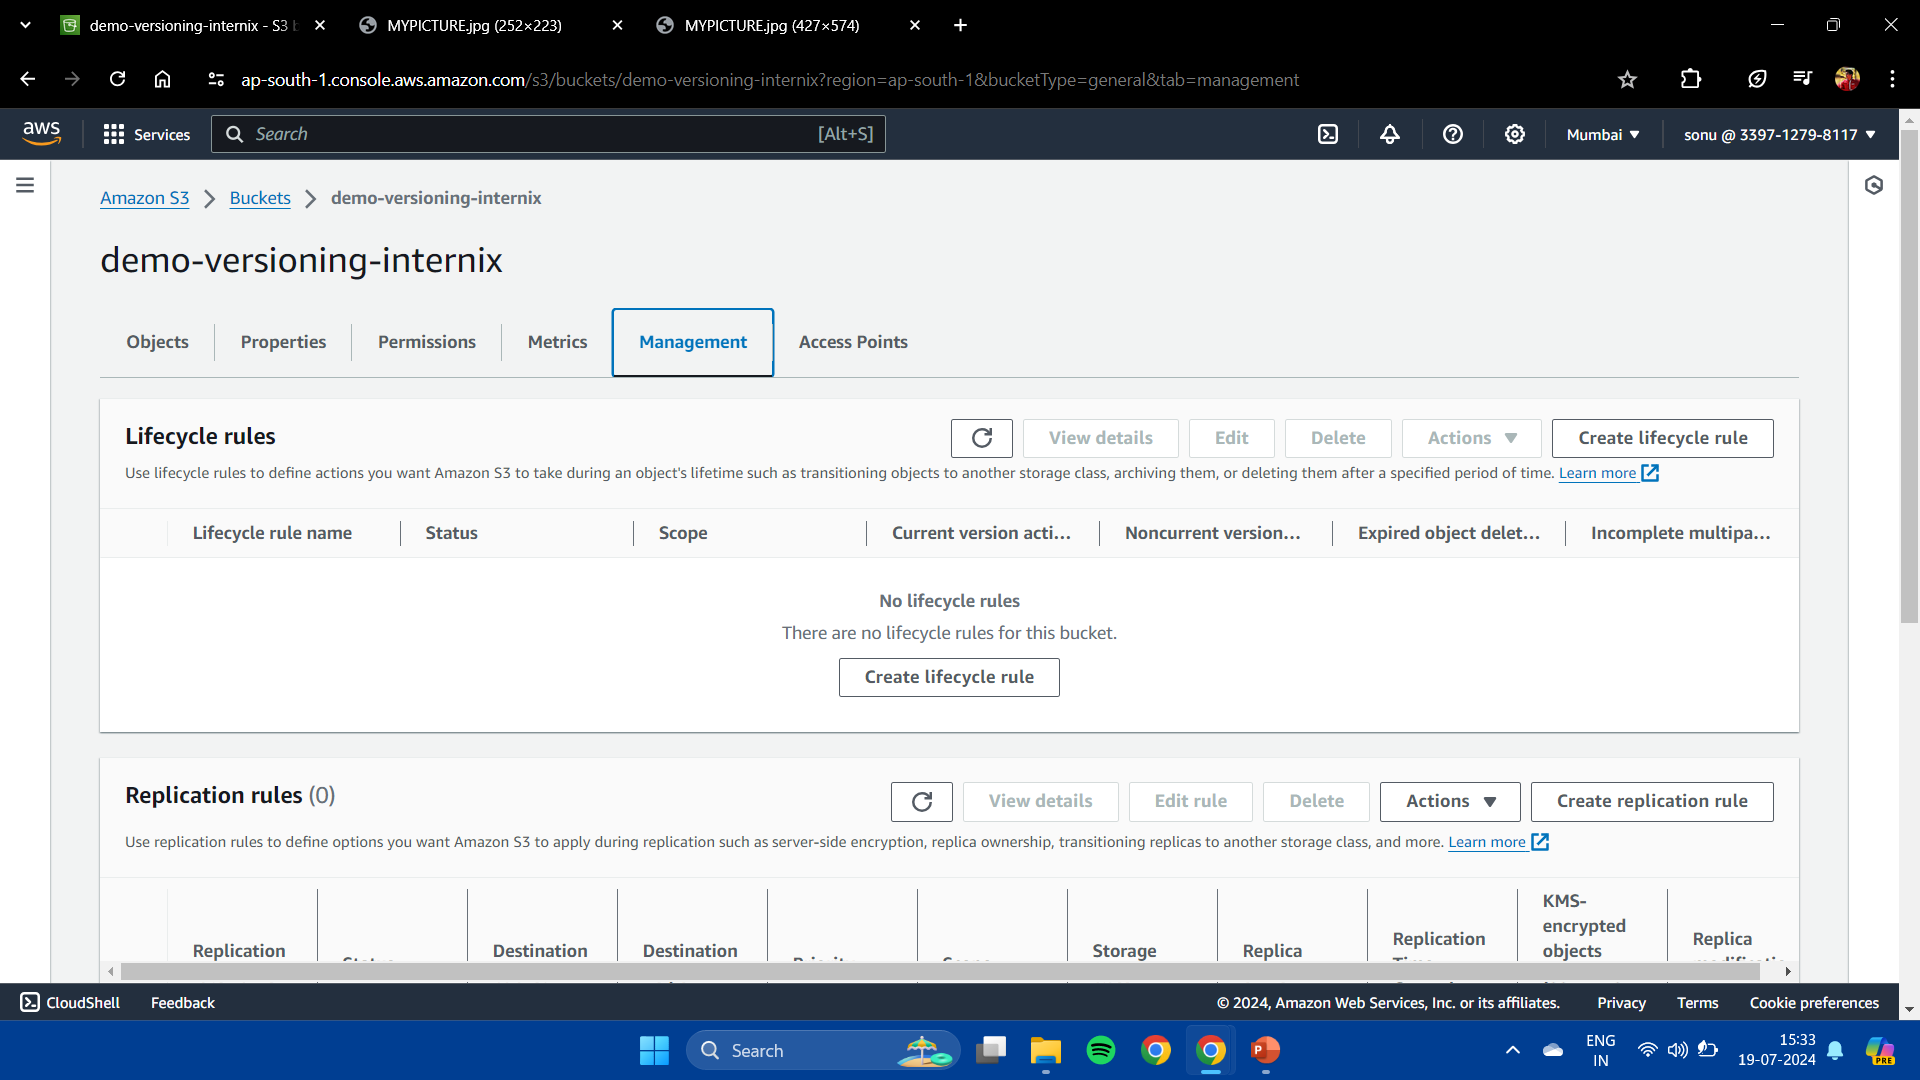 demo-versioning-internix - S3 b
MYPICTURE.jpg (252×223)
MYPICTURE.jpg (427×574)
ap-south-1.console.aws.amazon.com/s3/buckets/demo-versioning-internix?region=ap-south-1&bucketType=general&tab=management
aws
Services
Search
[Alt+S]
Mumbai
sonu @ 3397-1279-8117
Amazon S3
Buckets
demo-versioning-internix
demo-versioning-internix
Objects
Properties
Permissions
Metrics
Management
Access Points
Lifecycle rules
View details
Edit
Delete
Actions
Create lifecycle rule
Use lifecycle rules to define actions you want Amazon S3 to take during an object's lifetime such as transitioning objects to another storage class, archiving them, or deleting them after a specified period of time. Learn more
Lifecycle rule name
Status
Scope
Current version acti...
Noncurrent version...
Expired object delet...
Incomplete multipa...
No lifecycle rules
There are no lifecycle rules for this bucket.
Create lifecycle rule
Replication rules (0)
View details
Edit rule
Delete
Actions
Create replication rule
Use replication rules to define options you want Amazon S3 to apply during replication such as server-side encryption, replica ownership, transitioning replicas to another storage class, and more. Learn more
Replication
Destination
Destination
Storage
Replica
Replication
KMS-
encrypted
objects
Replica
CloudShell
Feedback
© 2024, Amazon Web Services, Inc. or its affiliates.
Privacy
Terms
Cookie preferences
Search
ENG
IN
15:33
19-07-2024
PRE